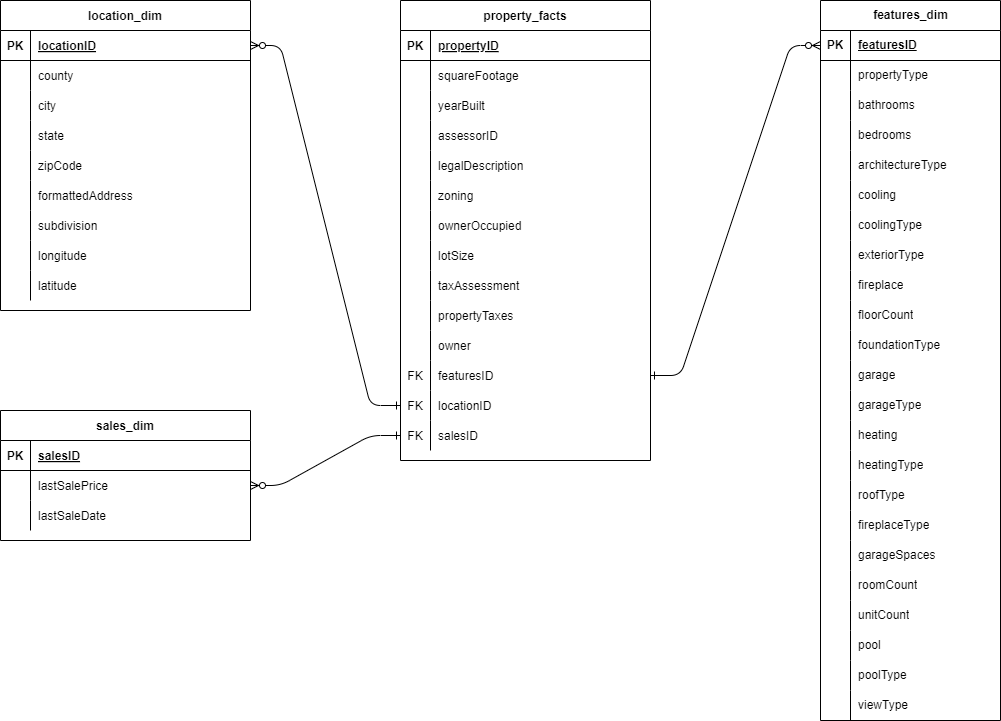 location_dim
PK locationID
county
city
state
zipCode
formattedAddress
subdivision
longitude
latitude
sales_dim
PK salesID
lastSalePrice
lastSaleDate
property_facts
PK propertyID
squareFootage
yearBuilt
assessorID
legalDescription
zoning
ownerOccupied
lotSize
taxAssessment
propertyTaxes
owner
FK featuresID
FK locationID
FK salesID
features_dim
PK featuresID
propertyType
bathrooms
bedrooms
architectureType
cooling
coolingType
exteriorType
fireplace
floorCount
foundationType
garage
garageType
heating
heatingType
roofType
fireplaceType
garageSpaces
roomCount
unitCount
pool
poolType
viewType